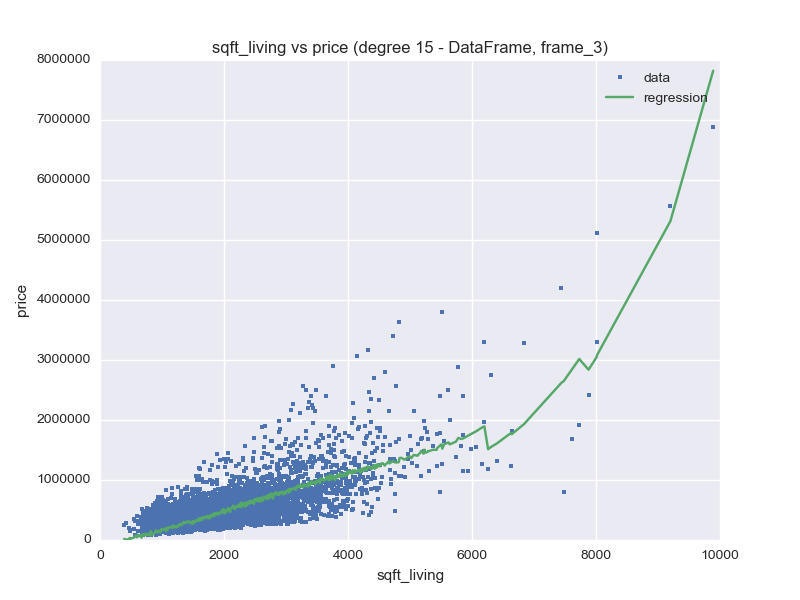 sqft_living vs price (degree 15 - DataFrame, frame_3)
data
regression
8000000
7000000
6000000
5000000
4000000
3000000
2000000
1000000
0
price
0 2000 4000 6000 8000 10000
sqft_living